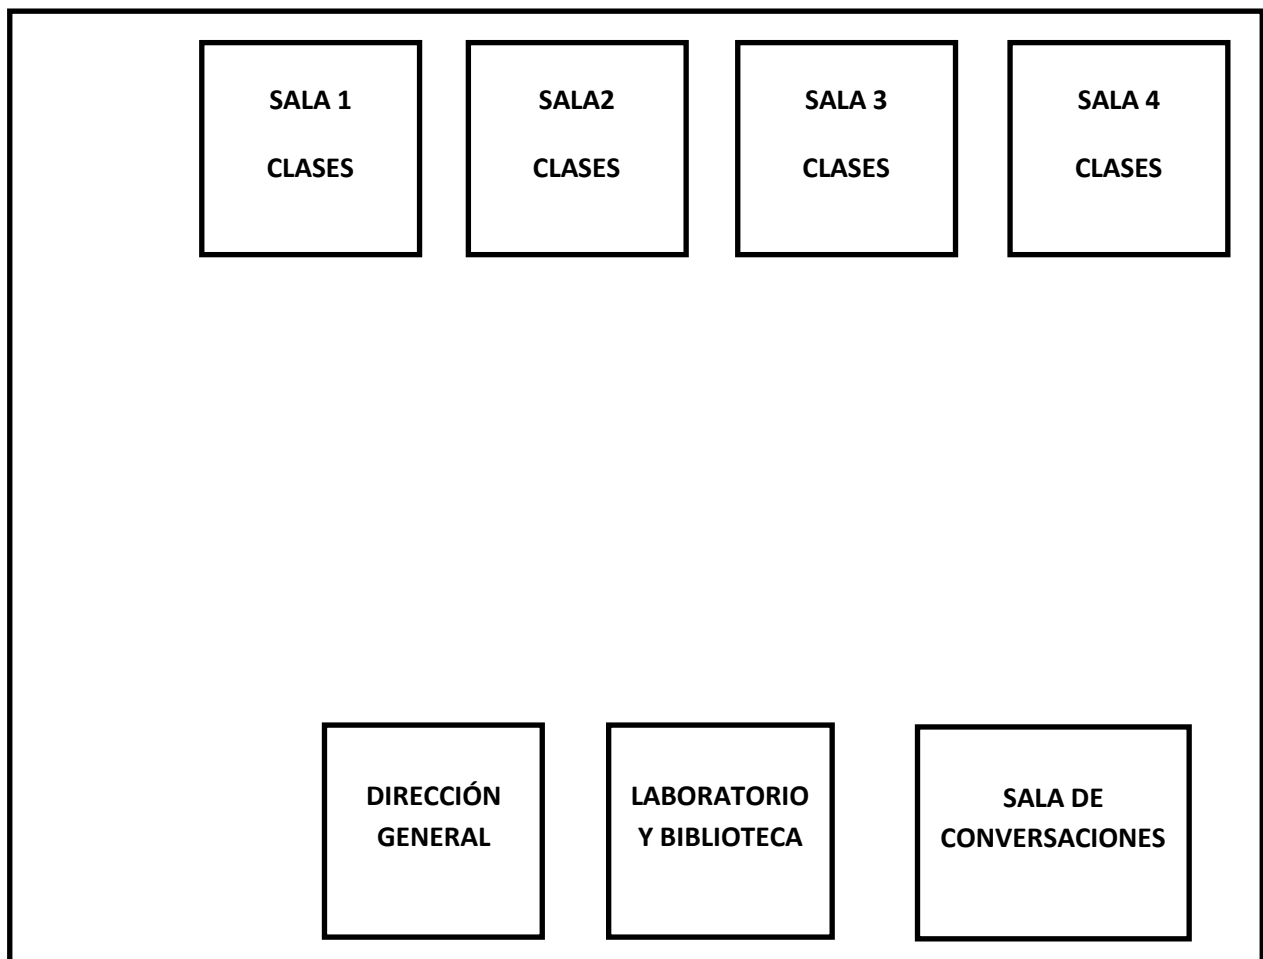 SALA 1
CLASES
SALA2
CLASES
SALA 3
CLASES
SALA 4
CLASES
DIRECCIÓN
GENERAL
LABORATORIO
Y BIBLIOTECA
SALA DE
CONVERSACIONES